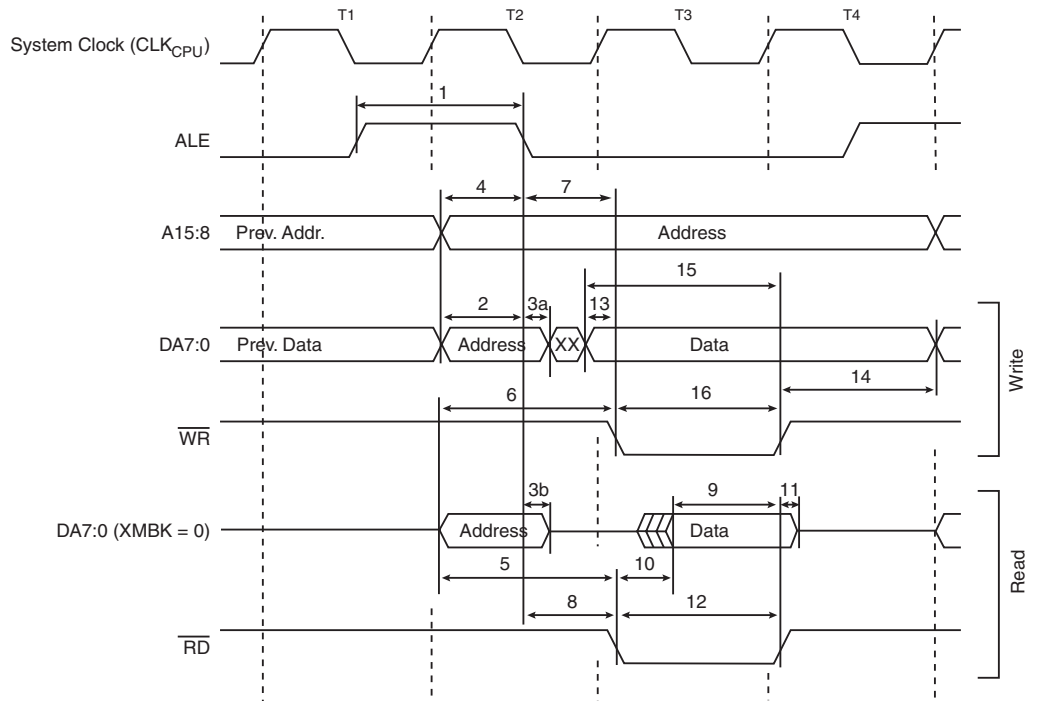 T1 T2 T3 T4
System Clock (CLKCPU)
1
ALE
4 7
A15:8 Prev. Addr. Address
15
2 3a 13
DA7:0 Prev. Data Address XX Data
14
6 16
WR
Write
3b 9 11
DA7:0 (XMBK = 0) Address Data
5 10
8 12
RD
Read